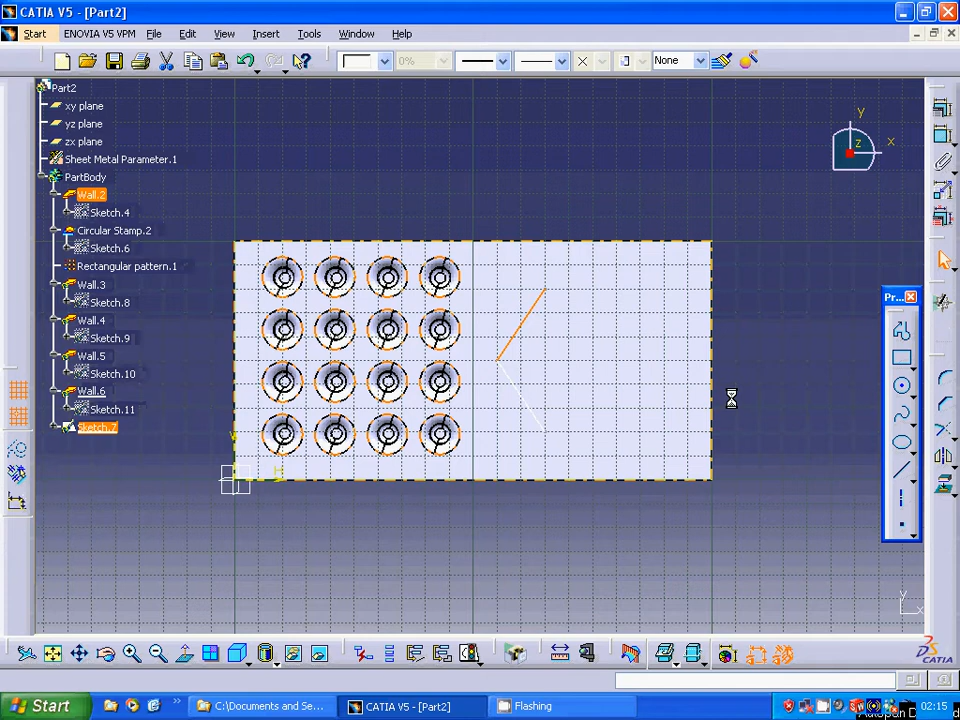 CATIA V5 - [Part2]
Start ENOVIA V5 VPM File Edit View Insert Tools Window Help
0% None
Part2
xy plane
yz plane
zx plane
Sheet Metal Parameter.1
PartBody
Wall.2
Sketch.4
Circular Stamp.2
Sketch.6
Rectangular pattern.1
Wall.3
Sketch.8
Wall.4
Sketch.9
Wall.5
Sketch.10
Wall.6
Sketch.11
Sketch.7
y
x
z
Pr...
V
H
y
x
DS
CATIA
Start
C:\Documents and Se...
CATIA V5 - [Part2]
Flashing
02:15